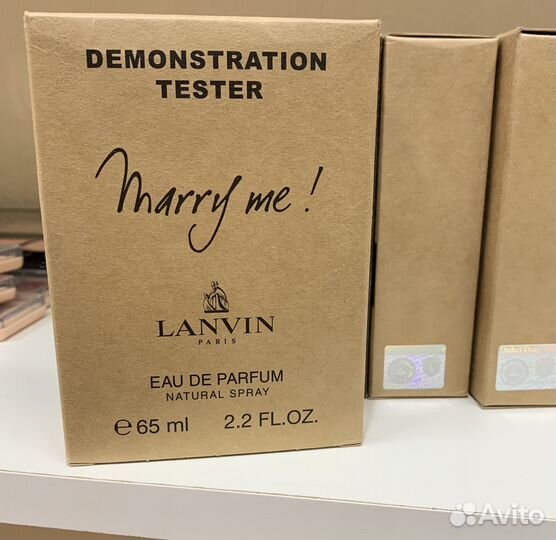 DEMONSTRATION
TESTER
Marry me!
LANVIN
PARIS
EAU DE PARFUM
NATURAL SPRAY
e 65 ml 2.2 FL.OZ.
Avito